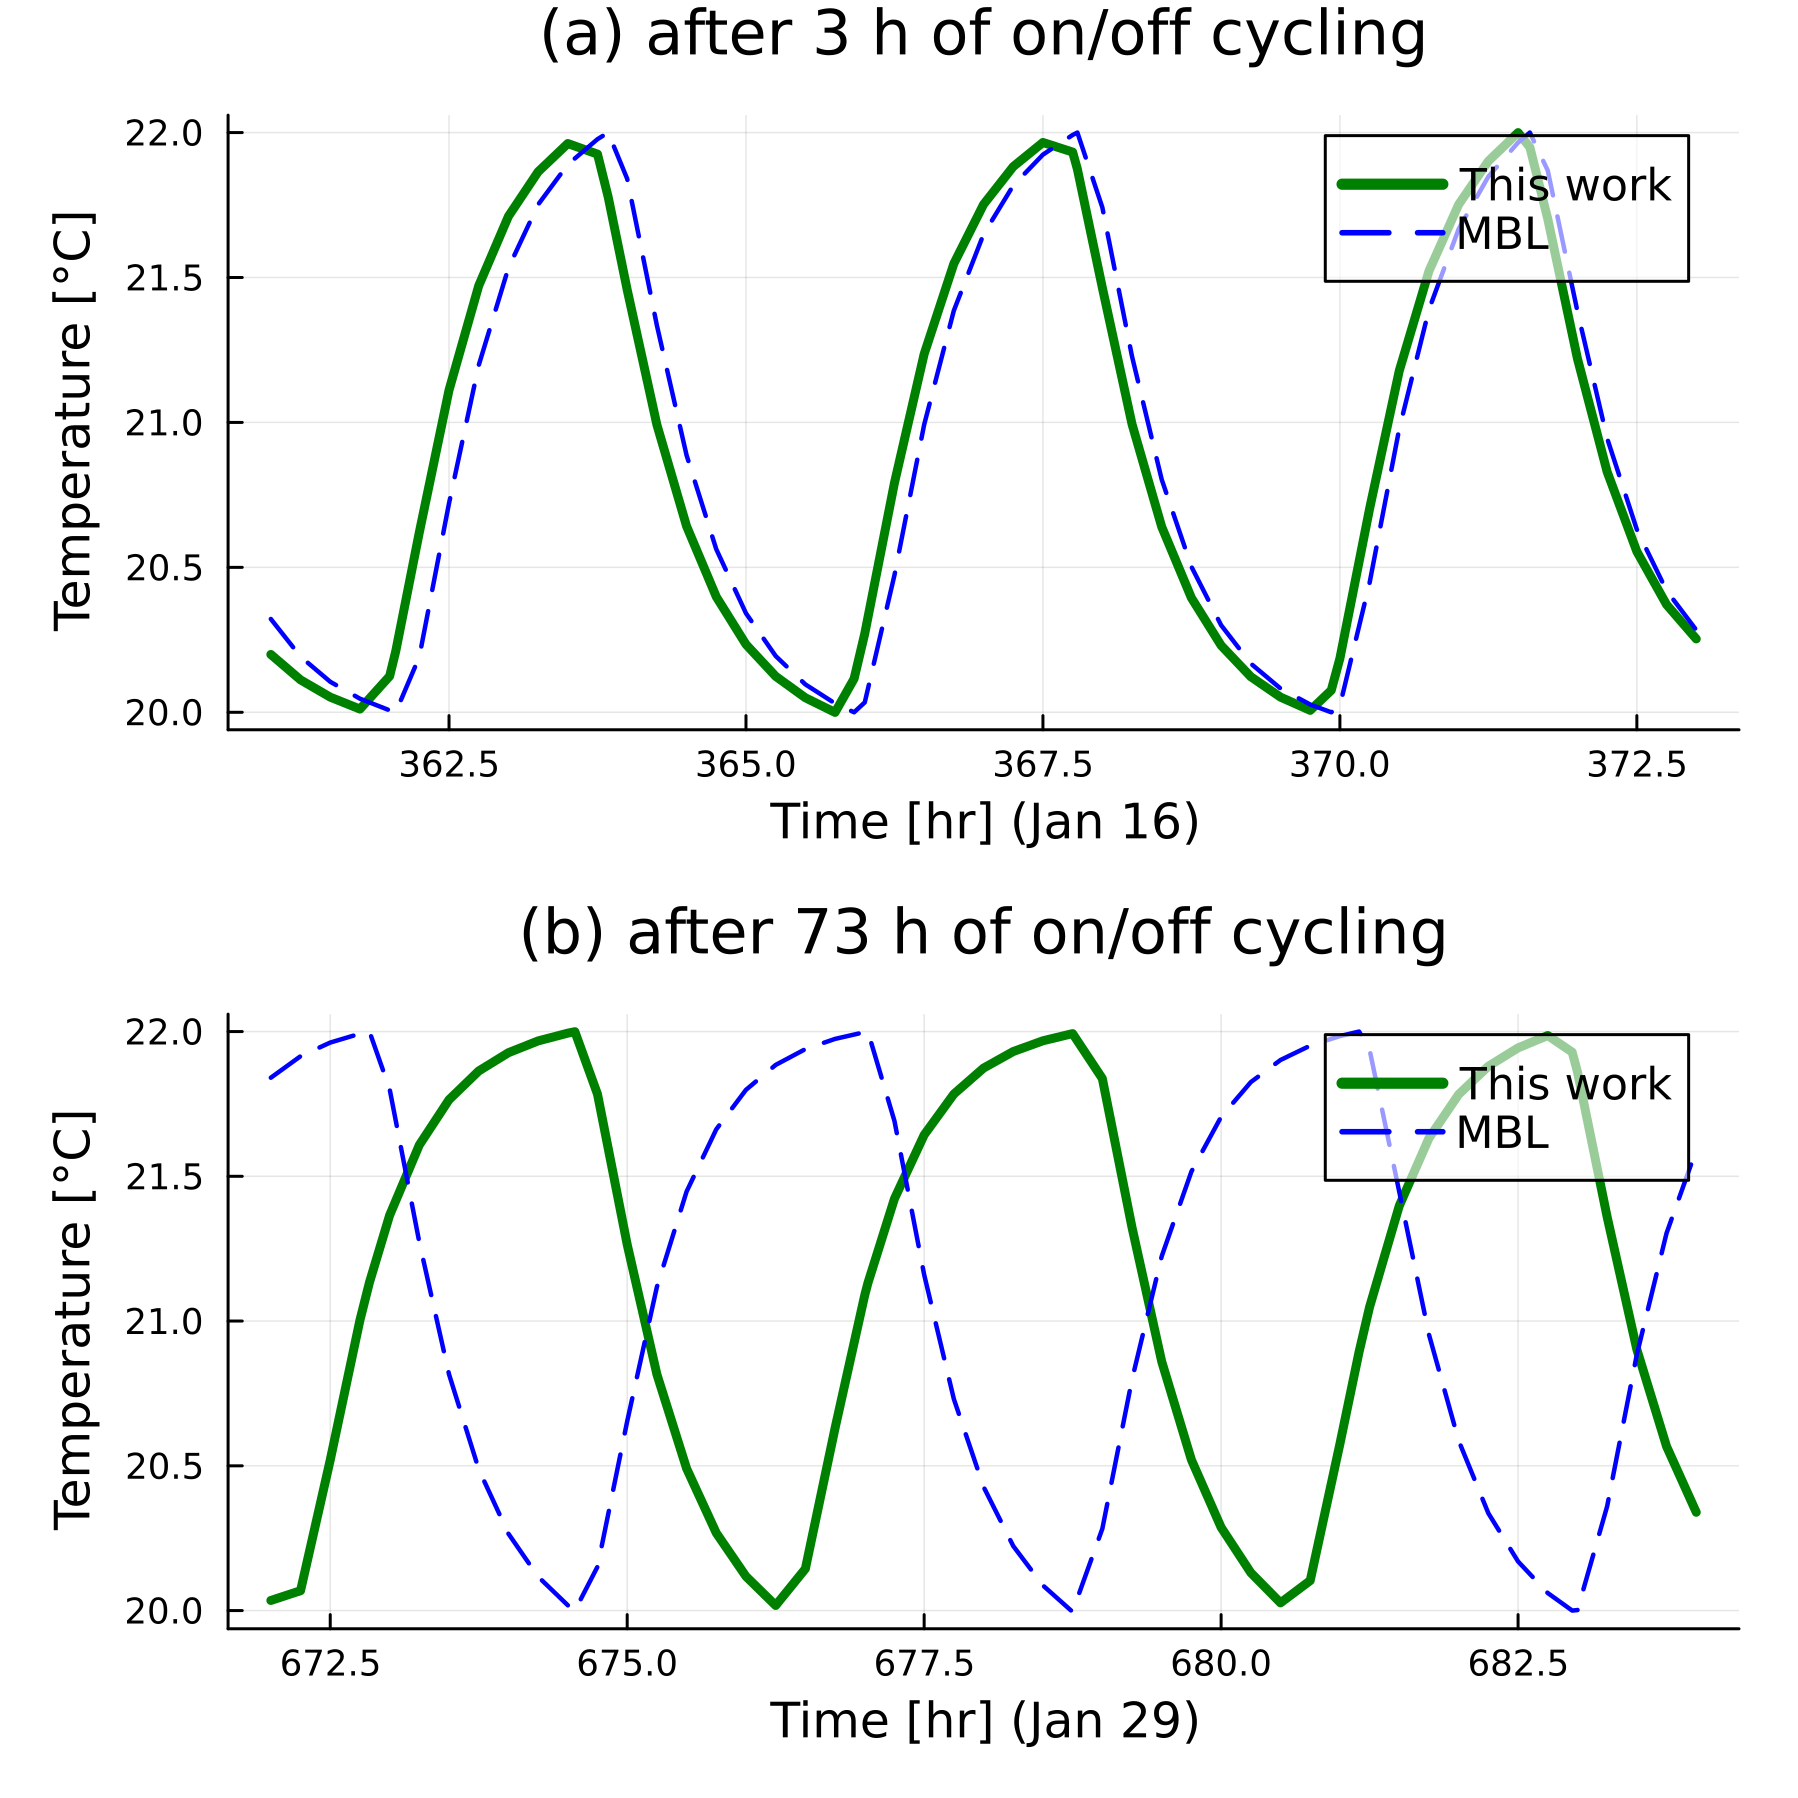 (a) after 3 h of on/off cycling
Temperature [°C]
22.0
21.5
21.0
20.5
20.0
This work
MBL
362.5 365.0 367.5 370.0 372.5
Time [hr] (Jan 16)
(b) after 73 h of on/off cycling
Temperature [°C]
22.0
21.5
21.0
20.5
20.0
This work
MBL
672.5 675.0 677.5 680.0 682.5
Time [hr] (Jan 29)